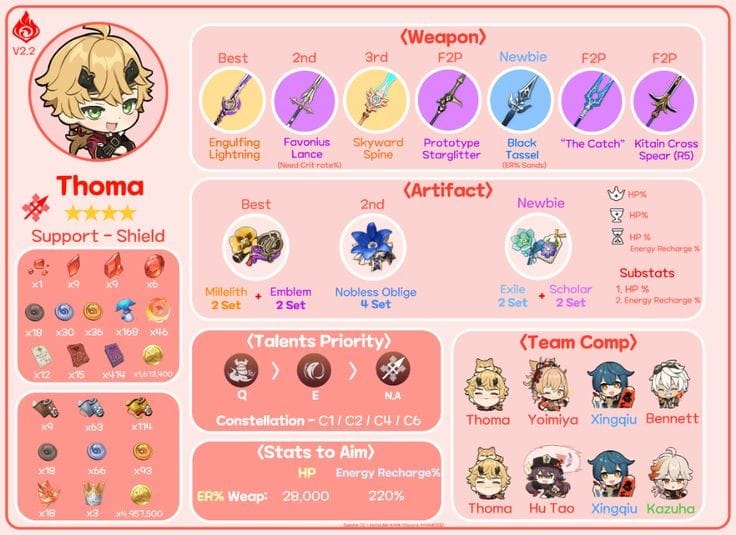 V2.2
Thoma
Support - Shield
x1 x9 x9 x6
x18 x30 x36 x168 x46
x12 x15 x414 x1,673,400
x9 x63 x114
x18 x66 x93
x18 x3 x4,957,500
<Weapon>
Best 2nd 3rd F2P Newbie F2P F2P
Engulfing Lightning
Favonius Lance
(Need Crit rate%)
Skyward Spine
Prototype Starglitter
Black Tassel
(ER% Sands)
"The Catch"
Kitain Cross Spear (R5)
<Artifact>
Best 2nd Newbie
Millelith 2 Set + Emblem 2 Set
Nobless Oblige 4 Set
Exile 2 Set + Scholar 2 Set
HP%
HP%
HP %
Energy Recharge %
Substats
1. HP %
2. Energy Recharge %
<Talents Priority>
Q > E > N.A
Constellation - C1 / C2 / C4 / C6
<Stats to Aim>
HP Energy Recharge%
ER% Weap: 28,000 220%
<Team Comp>
Thoma Yoimiya Xingqiu Bennett
Thoma Hu Tao Xingqiu Kazuha